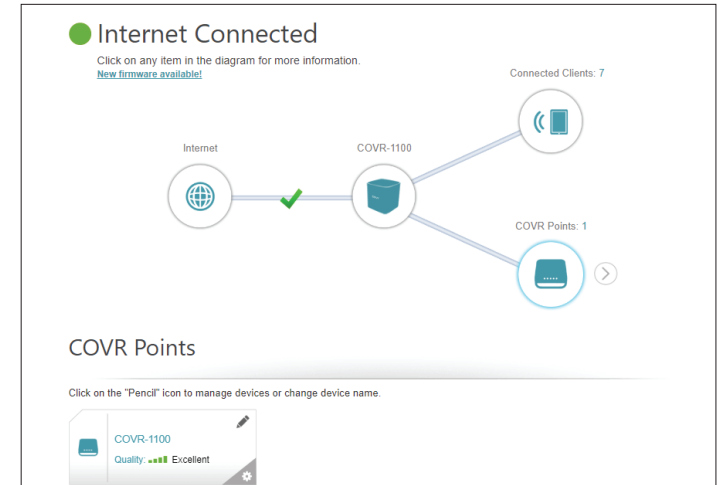 Internet Connected
Click on any item in the diagram for more information.
New firmware available!
Connected Clients: 7
Internet
COVR-1100
COVR Points: 1
COVR Points
Click on the "Pencil" icon to manage devices or change device name.
COVR-1100
Quality: Excellent